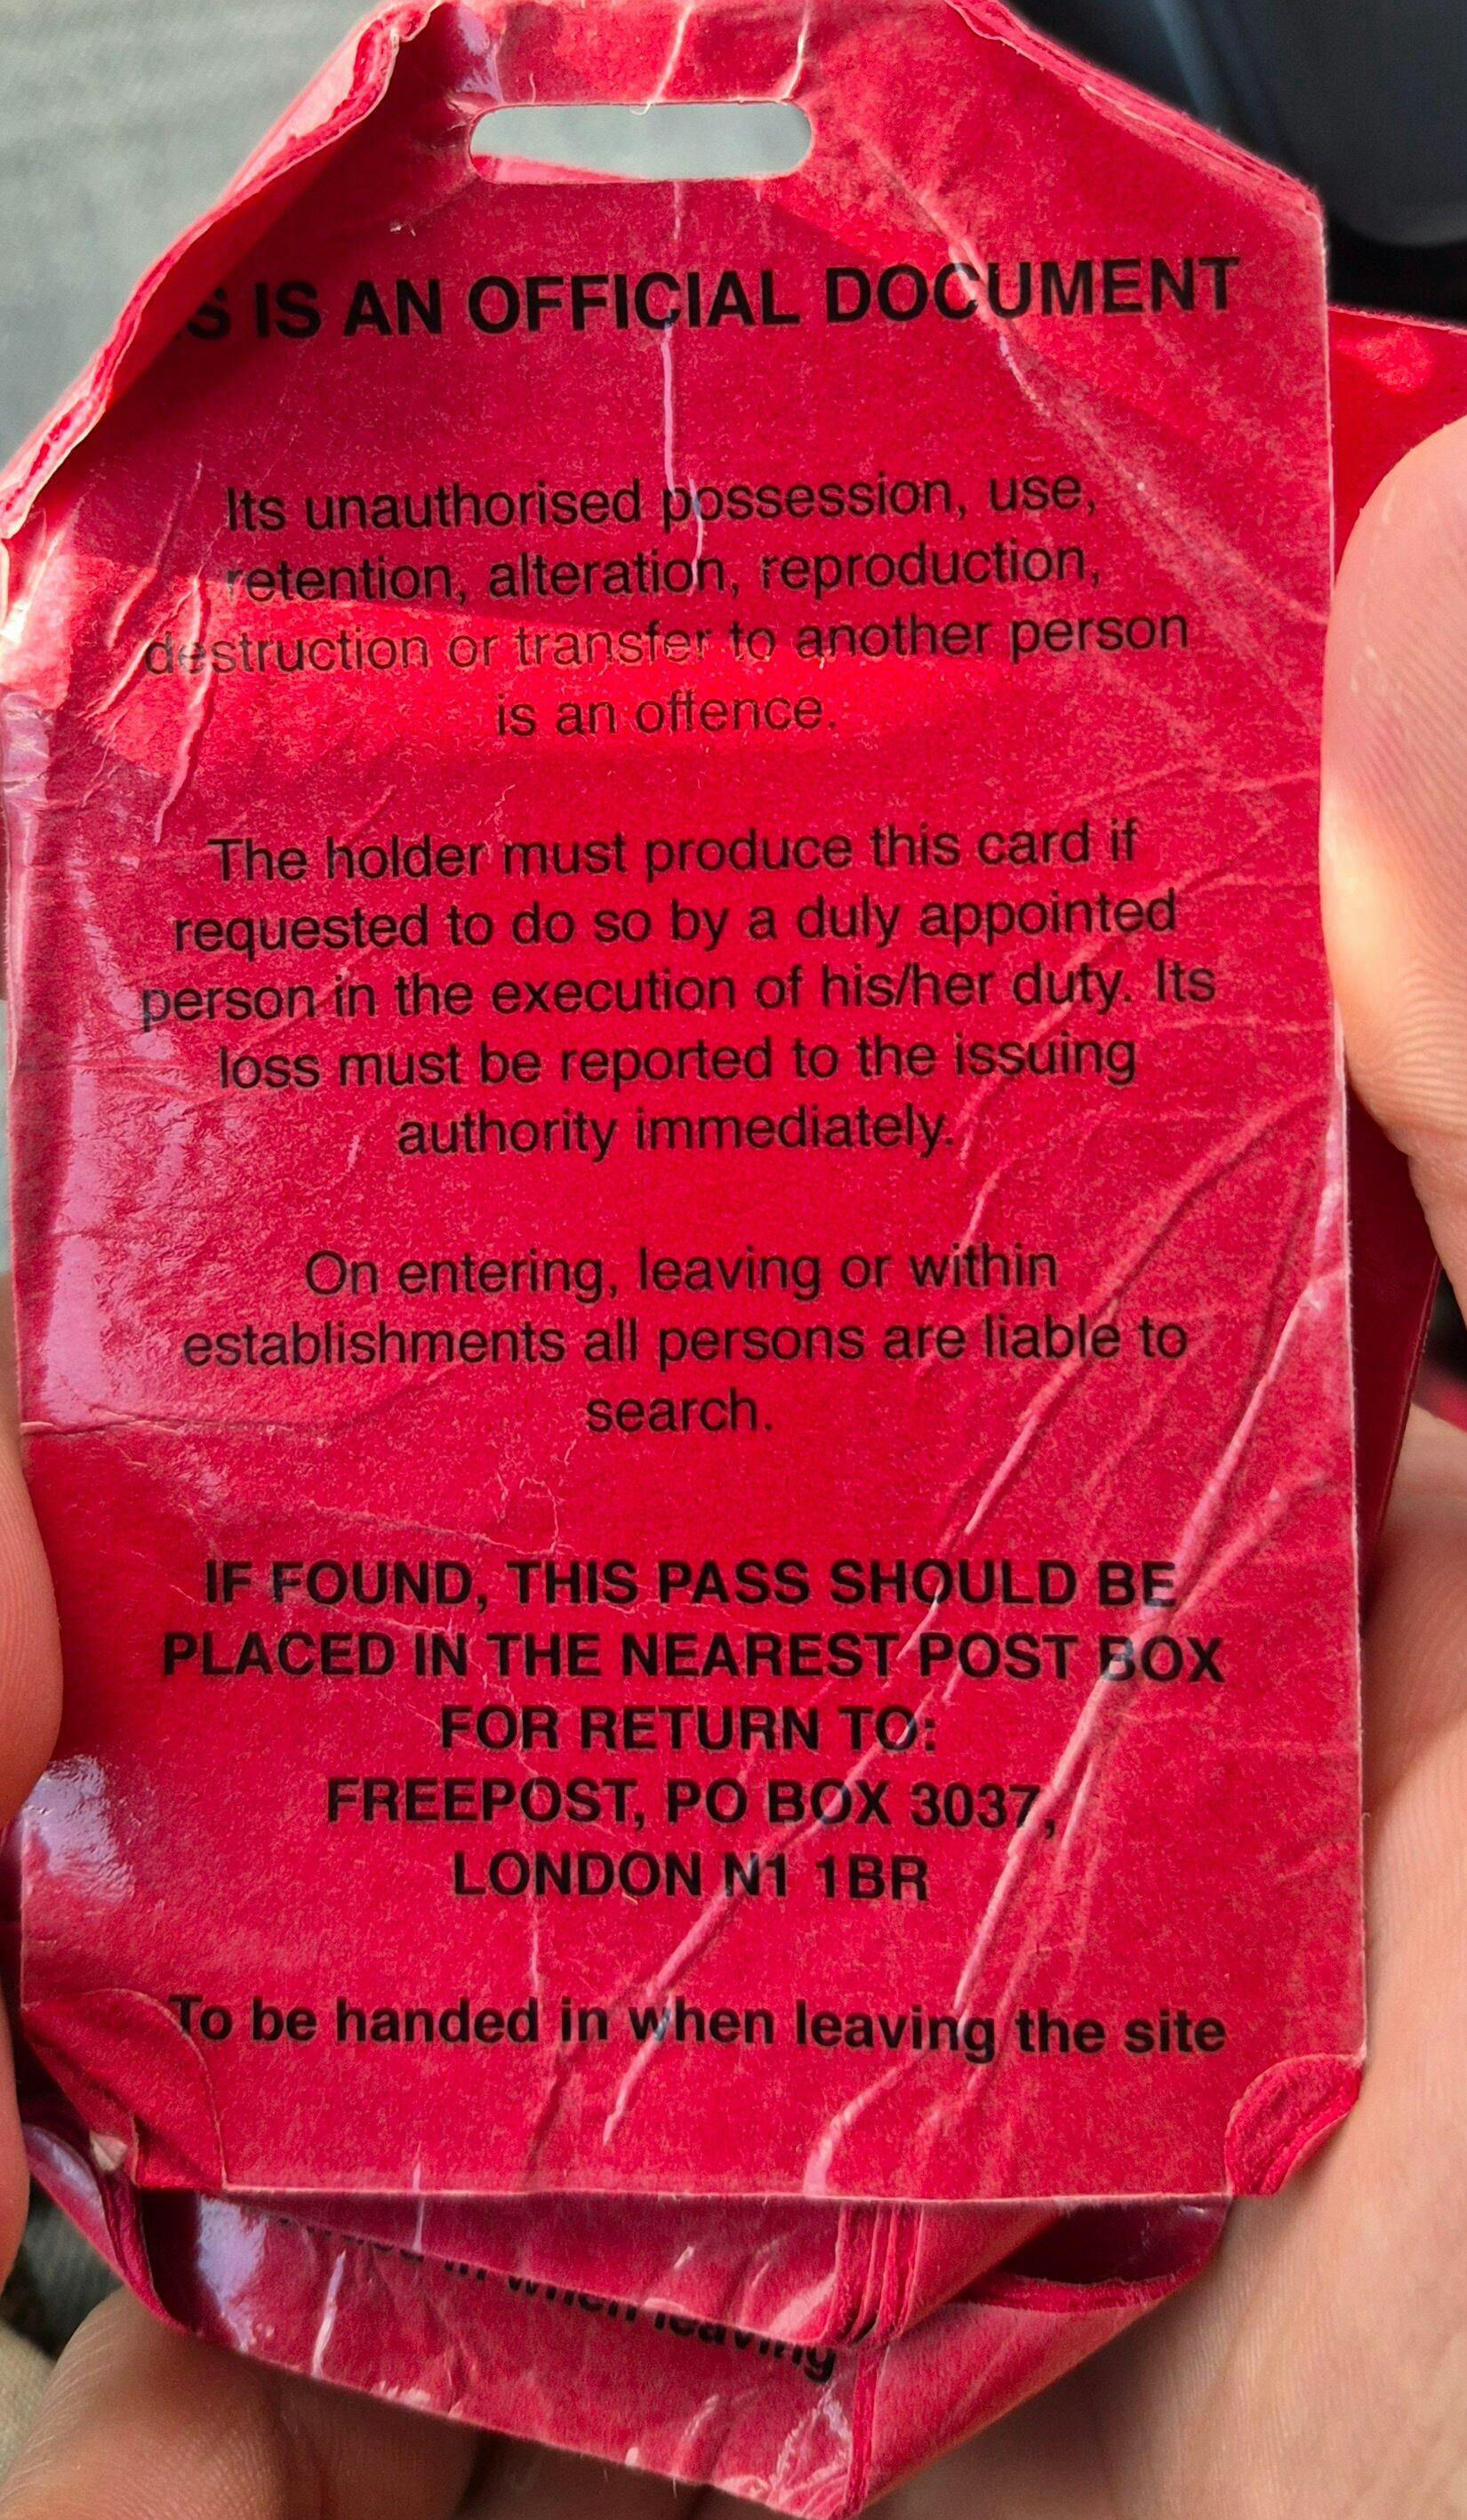 IS AN OFFICIAL DOCUMENT
Its unauthorised possession, use,
retention, alteration, reproduction,
destruction or transfer to another person
is an offence.
The holder must produce this card if
requested to do so by a duly appointed
person in the execution of his/her duty. Its
loss must be reported to the issuing
authority immediately.
On entering, leaving or within
establishments all persons are liable to
search.
IF FOUND, THIS PASS SHOULD BE
PLACED IN THE NEAREST POST BOX
FOR RETURN TO:
FREEPOST, PO BOX 3037,
LONDON N1 1BR
To be handed in when leaving the site
in when leaving